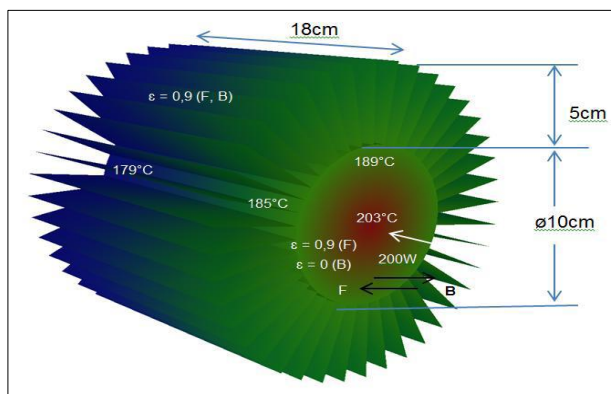 18cm
ε = 0,9 (F, B)
5cm
189°C
179°C
185°C
203°C
ø10cm
ε = 0,9 (F)
ε = 0 (B)
200W
F
B